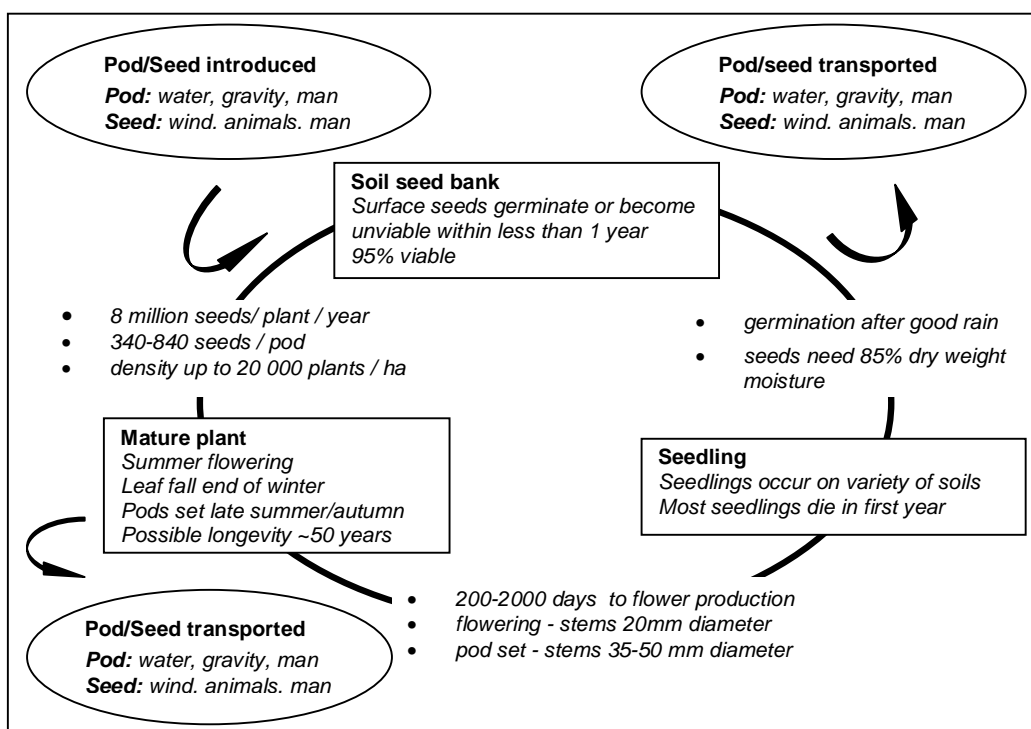 Pod/Seed introduced
Pod: water, gravity, man
Seed: wind. animals. man
Pod/seed transported
Pod: water, gravity, man
Seed: wind. animals. man
Soil seed bank
Surface seeds germinate or become
unviable within less than 1 year
95% viable
• 8 million seeds/ plant / year
• 340-840 seeds / pod
• density up to 20 000 plants / ha
• germination after good rain
• seeds need 85% dry weight
moisture
Mature plant
Summer flowering
Leaf fall end of winter
Pods set late summer/autumn
Possible longevity ~50 years
Seedling
Seedlings occur on variety of soils
Most seedlings die in first year
• 200-2000 days to flower production
• flowering - stems 20mm diameter
• pod set - stems 35-50 mm diameter
Pod/Seed transported
Pod: water, gravity, man
Seed: wind. animals. man